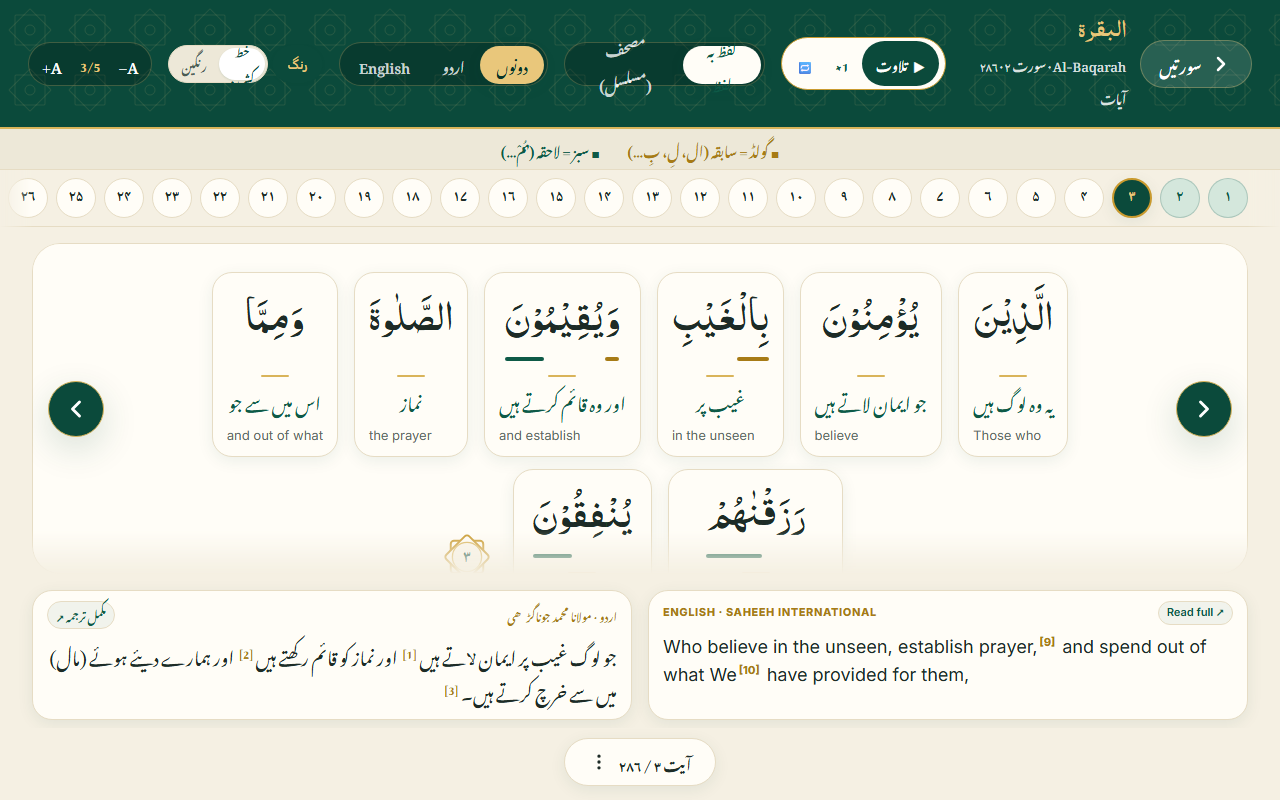 البقرة
سورتیں
Al-Baqarah · سورت ۲ · ۲۸۶ آیات
▶ تلاوت
×1
لفظ بہ
مصحف (مسلسل)
دونوں
اردو
English
رنگ
خط کشیدہ
رنگین
A−
3/5
A+
■ گولڈ = سابقہ (ال، لِ، بِ...) ■ سبز = لاحقہ (ہُمْ...)
۱ ۲ ۳ ۴ ۵ ۶ ۷ ۸ ۹ ۱۰ ۱۱ ۱۲ ۱۳ ۱۴ ۱۵ ۱۶ ۱۷ ۱۸ ۱۹ ۲۰ ۲۱ ۲۲ ۲۳ ۲۴ ۲۵ ۲۶
الَّذِیْنَ یُؤْمِنُوْنَ بِالْغَیْبِ وَیُقِیْمُوْنَ الصَّلٰوةَ وَمِمَّا
یہ وہ لوگ ہیں جو ایمان لاتے ہیں غیب پر اور وہ قائم کرتے ہیں نماز اس میں سے جو
Those who believe in the unseen and establish the prayer and out of what
رَزَقْنٰهُمْ یُنْفِقُوْنَ ۳
ENGLISH · SAHEEH INTERNATIONAL
Read full ↗
Who believe in the unseen, establish prayer,[9] and spend out of
what We[10] have provided for them,
اردو · مولانا محمد جوناگڑھی
مکمل ترجمہ ↗
جو لوگ غیب پر ایمان لاتے ہیں [1] اور نماز کو قائم رکھتے ہیں [2] اور ہمارے دیئے ہوئے (مال)
میں سے خرچ کرتے ہیں۔ [3]
آیت ۳ / ۲۸۶